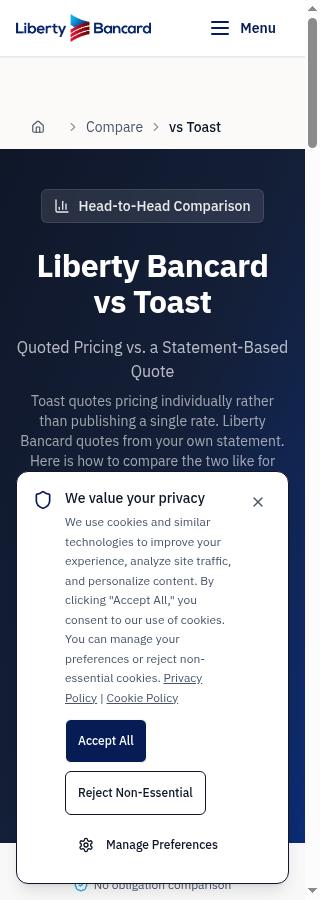 Liberty Bancard
Menu
Compare
vs Toast
Head-to-Head Comparison
Liberty Bancard
vs Toast
Quoted Pricing vs. a Statement-Based
Quote
Toast quotes pricing individually rather
than publishing a single rate. Liberty
Bancard quotes from your own statement.
Here is how to compare the two like for
We value your privacy
We use cookies and similar
technologies to improve your
experience, analyze site traffic,
and personalize content. By
clicking "Accept All," you
consent to our use of cookies.
You can manage your
preferences or reject non-
essential cookies. Privacy
Policy | Cookie Policy
Accept All
Reject Non-Essential
Manage Preferences
No obligation comparison